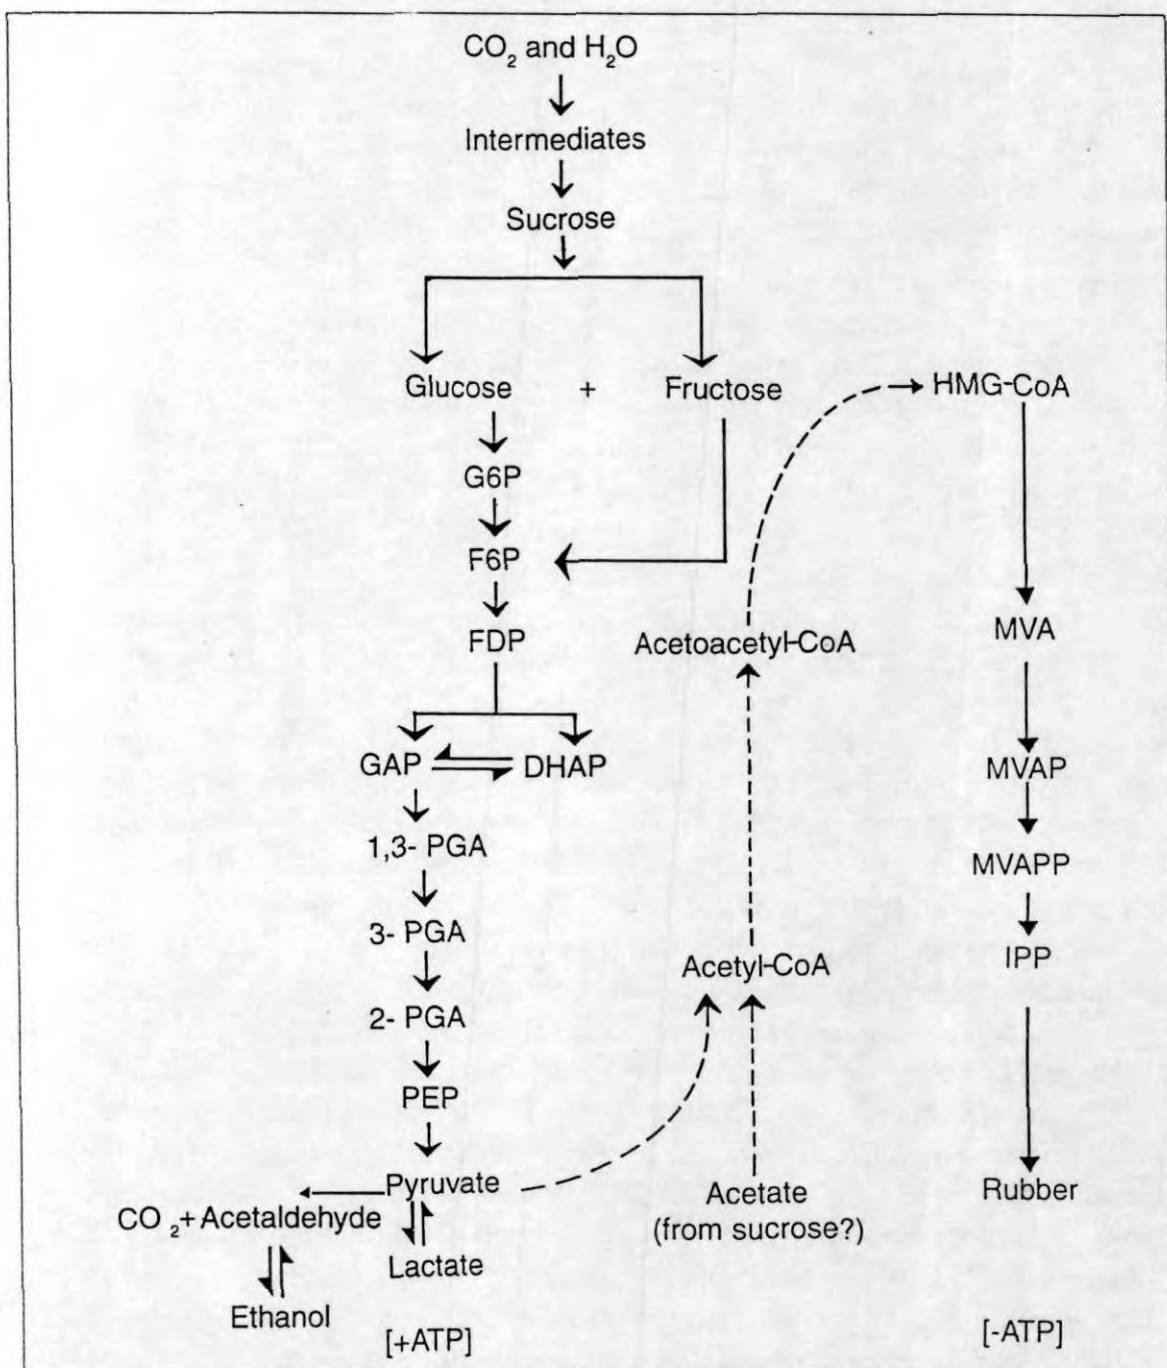 CO₂ and H₂O
Intermediates
Sucrose
Glucose + Fructose
HMG-CoA
G6P
F6P
FDP
Acetoacetyl-CoA
MVA
GAP DHAP
MVAP
1,3- PGA
MVAPP
3- PGA
Acetyl-CoA
IPP
2- PGA
PEP
Pyruvate
Acetate
(from sucrose?)
Rubber
CO₂+Acetaldehyde
Lactate
Ethanol
[+ATP]
[-ATP]